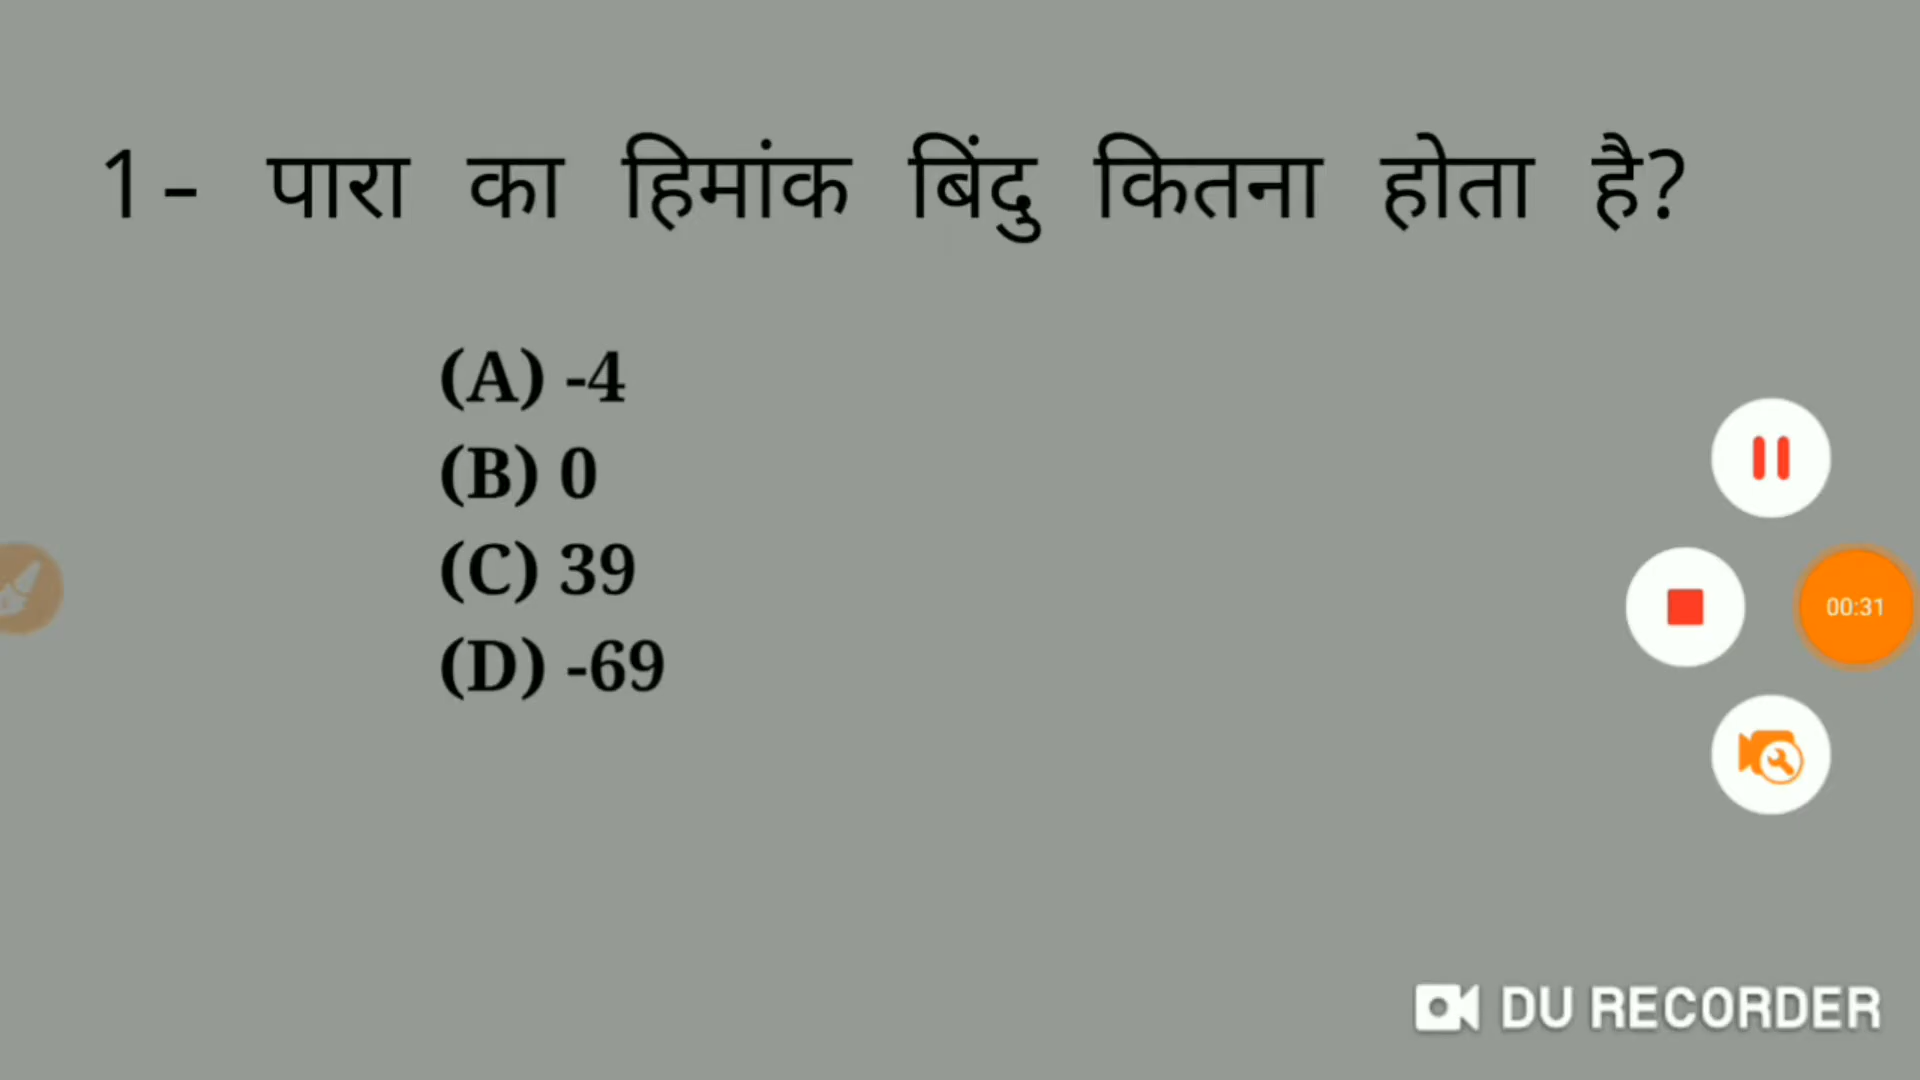 1- पारा का हिमांक बिंदु कितना होता है?
(A) -4
(B) 0
(C) 39
(D) -69
00:31
DU RECORDER